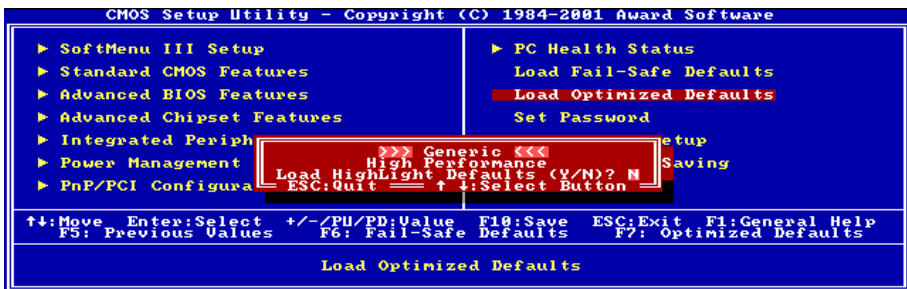 CMOS Setup Utility - Copyright (C) 1984-2001 Award Software
► SoftMenu III Setup
► Standard CMOS Features
► Advanced BIOS Features
► Advanced Chipset Features
► Integrated Periph
► Power Management
► PnP/PCI Configura
► PC Health Status
Load Fail-Safe Defaults
Load Optimized Defaults
Set Password
etup
Saving
>>> Generic <<<
High Performance
Load HighLight Defaults (Y/N)? N
ESC:Quit ↑ ↓:Select Button
↑↓:Move Enter:Select +/-/PU/PD:Value F10:Save ESC:Exit F1:General Help
F5: Previous Values F6: Fail-Safe Defaults F7: Optimized Defaults
Load Optimized Defaults